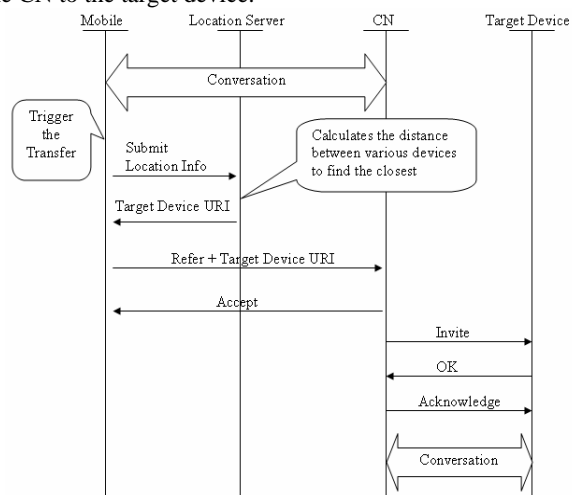 e CN to the target device.
Mobile Location Server CN Target Device
Conversation
Trigger
the
Transfer
Calculates the distance
between various devices
to find the closest
Submit
Location Info
Target Device URI
Refer + Target Device URI
Accept
Invite
OK
Acknowledge
Conversation